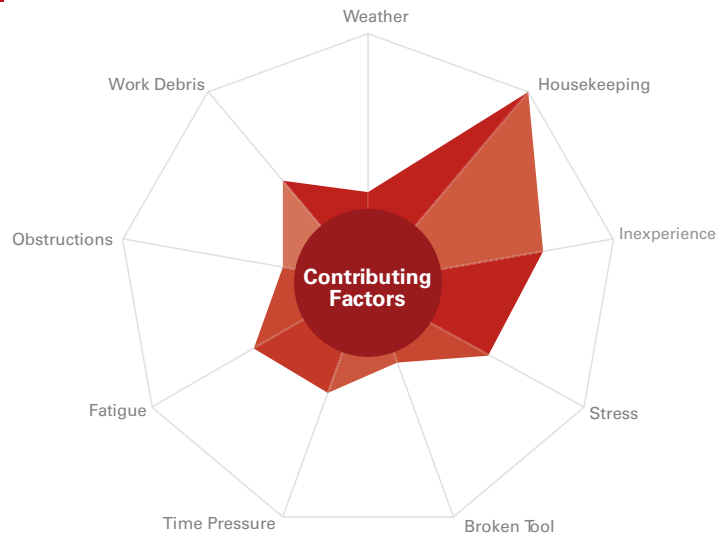 Weather
Work Debris
Housekeeping
Obstructions
Inexperience
Contributing
Factors
Fatigue
Stress
Time Pressure
Broken Tool